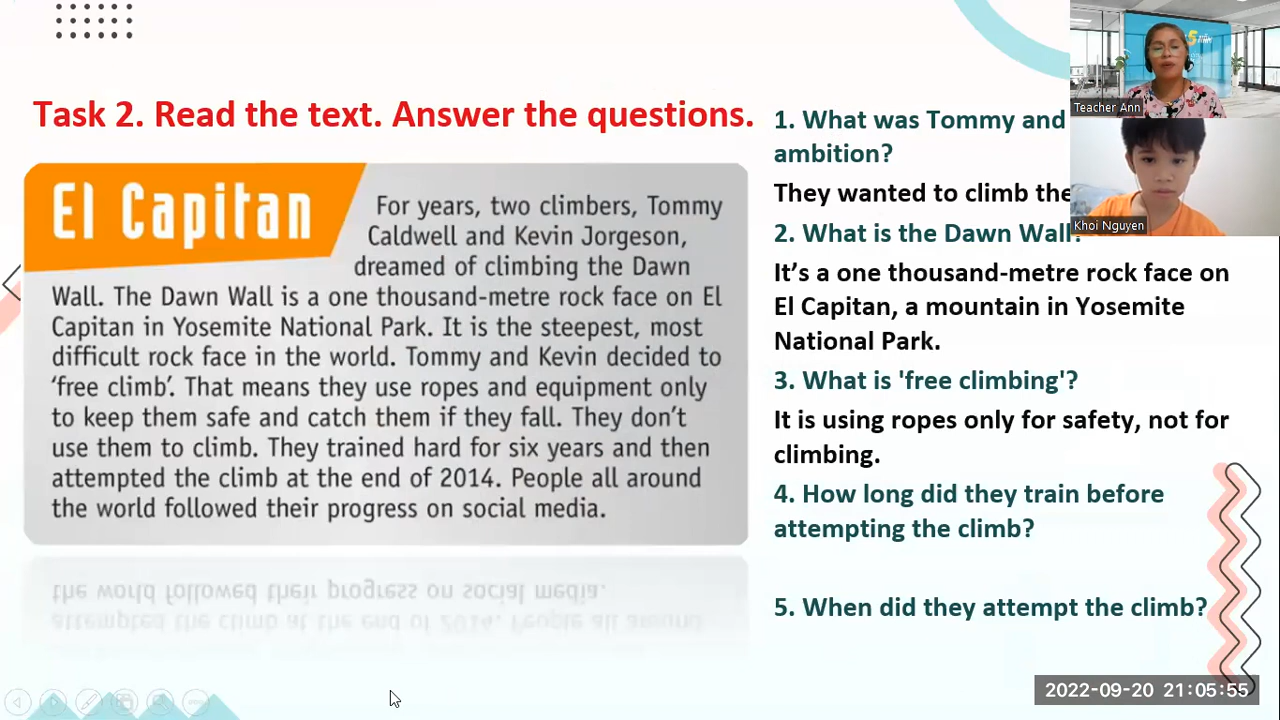 Task 2. Read the text. Answer the questions.
El Capitan
For years, two climbers, Tommy
Caldwell and Kevin Jorgeson,
dreamed of climbing the Dawn
Wall. The Dawn Wall is a one thousand-metre rock face on El
Capitan in Yosemite National Park. It is the steepest, most
difficult rock face in the world. Tommy and Kevin decided to
‘free climb’. That means they use ropes and equipment only
to keep them safe and catch them if they fall. They don’t
use them to climb. They trained hard for six years and then
attempted the climb at the end of 2014. People all around
the world followed their progress on social media.
1. What was Tommy and
ambition?
They wanted to climb the
2. What is the Dawn Wall?
It’s a one thousand-metre rock face on
El Capitan, a mountain in Yosemite
National Park.
3. What is 'free climbing'?
It is using ropes only for safety, not for
climbing.
4. How long did they train before
attempting the climb?
5. When did they attempt the climb?
Teacher Ann
Khoi Nguyen
2022-09-20 21:05:55